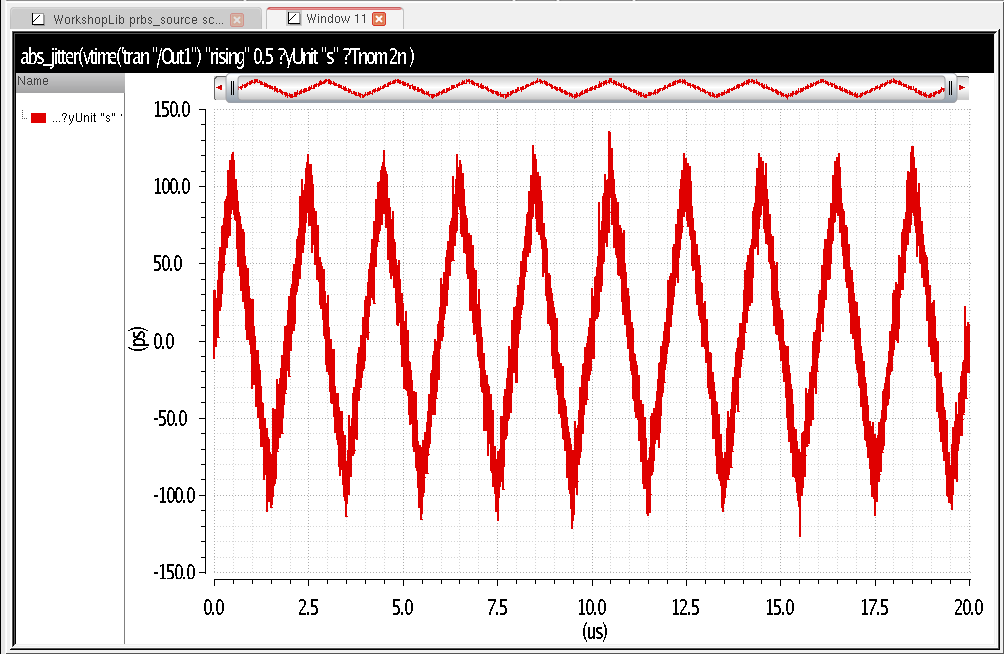 WorkshopLib prbs_source sc...
Window 11
abs_jitter(vtime('tran "/Out1") "rising" 0.5 ?yUnit "s" ?Tnom 2n )
Name
...?yUnit "s" '
150.0
100.0
50.0
0.0
-50.0
-100.0
-150.0
(ps)
0.0 2.5 5.0 7.5 10.0 12.5 15.0 17.5 20.0
(us)